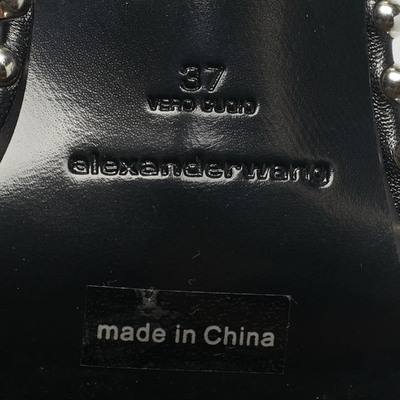 37
VERO CUOIO
alexanderwang
made in China